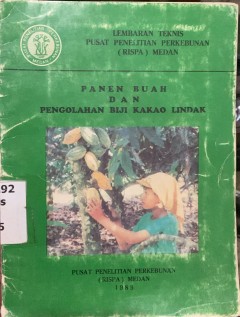 LEMBARAN TEKNIS
PUSAT PENELITIAN PERKEBUNAN
( RISPA ) MEDAN
PANEN BUAH
DAN
PENGOLAHAN BIJI KAKAO LINDAK
PUSAT PENELITIAN PERKEBUNAN
( RISPA ) MEDAN